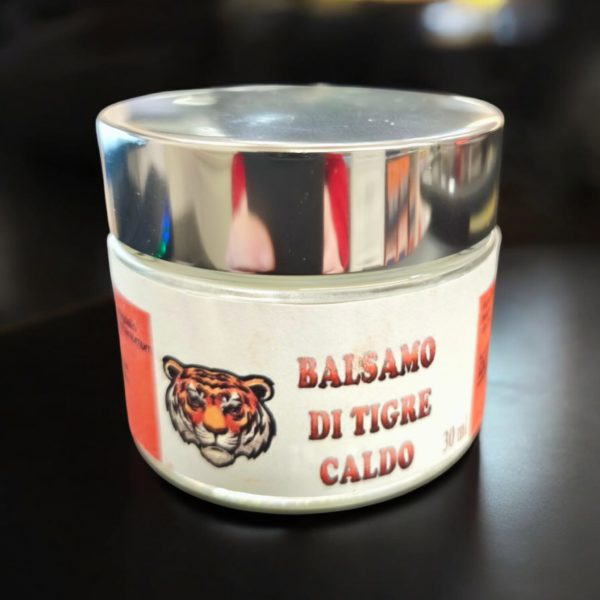 BALSAMO
DI TIGRE
CALDO
30 ml